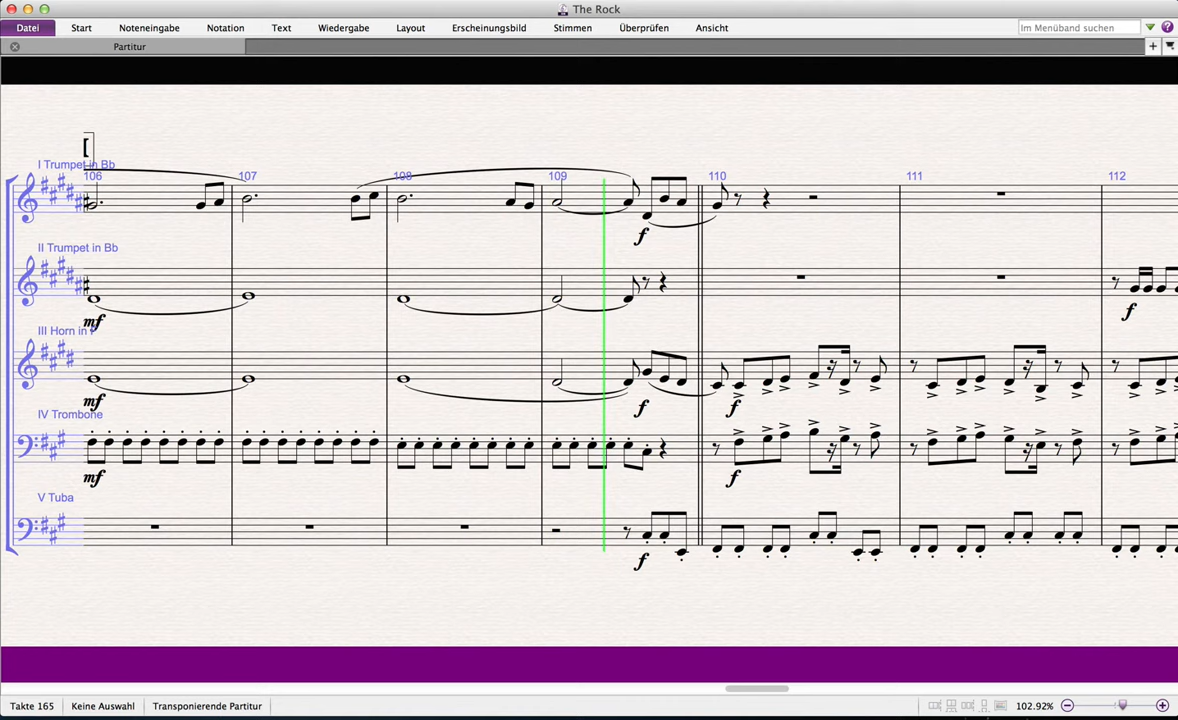 The Rock
Datei Start Noteneingabe Notation Text Wiedergabe Layout Erscheinungsbild Stimmen Überprüfen Ansicht Im Menüband suchen ?
Partitur
[
I Trumpet in Bb
106 107 108 109 110 111 112
f
II Trumpet in Bb
mf f
III Horn in F
mf f f
IV Trombone
mf f
V Tuba
f
Takte 165 Keine Auswahl Transponierende Partitur 102.92%